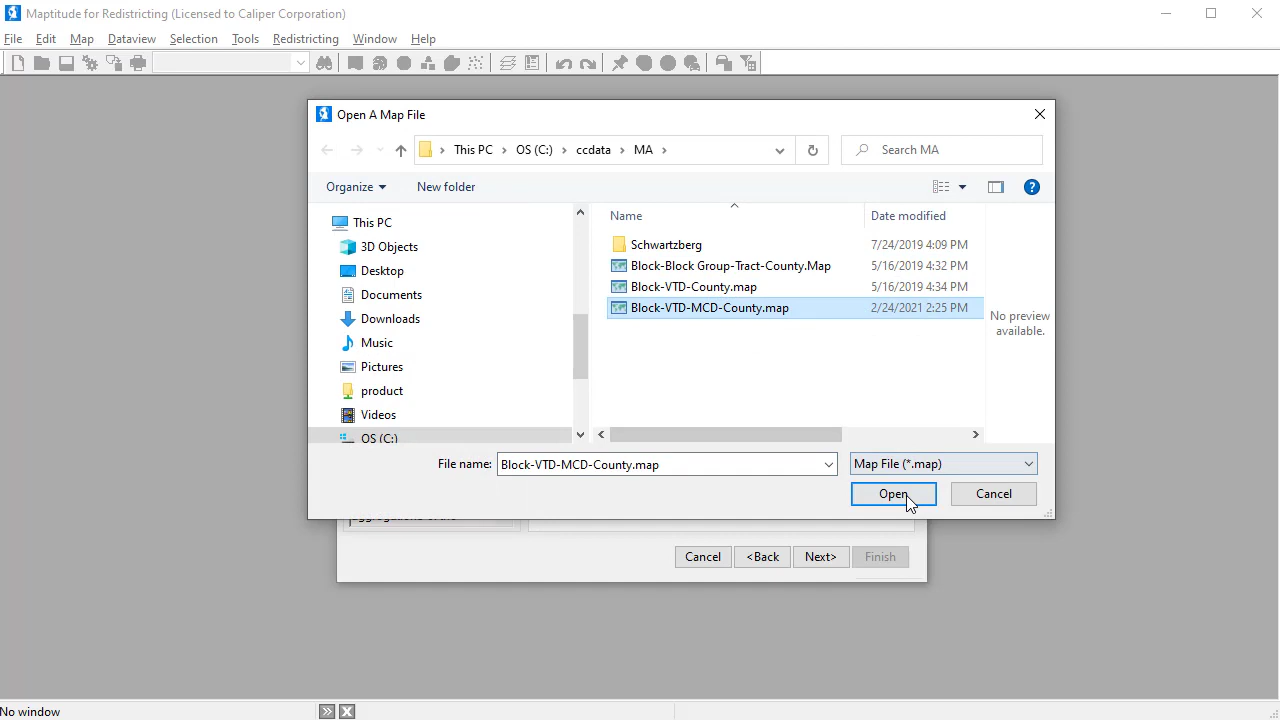 Maptitude for Redistricting (Licensed to Caliper Corporation)
File Edit Map Dataview Selection Tools Redistricting Window Help
Open A Map File
This PC OS (C:) ccdata MA
Search MA
Organize New folder
Name Date modified
This PC
3D Objects
Desktop
Documents
Downloads
Music
Pictures
product
Videos
OS (C:)
Schwartzberg 7/24/2019 4:09 PM
Block-Block Group-Tract-County.Map 5/16/2019 4:32 PM
Block-VTD-County.map 5/16/2019 4:34 PM
Block-VTD-MCD-County.map 2/24/2021 2:25 PM
No preview
available.
File name: Block-VTD-MCD-County.map Map File (*.map)
Open Cancel
Cancel <Back Next> Finish
No window